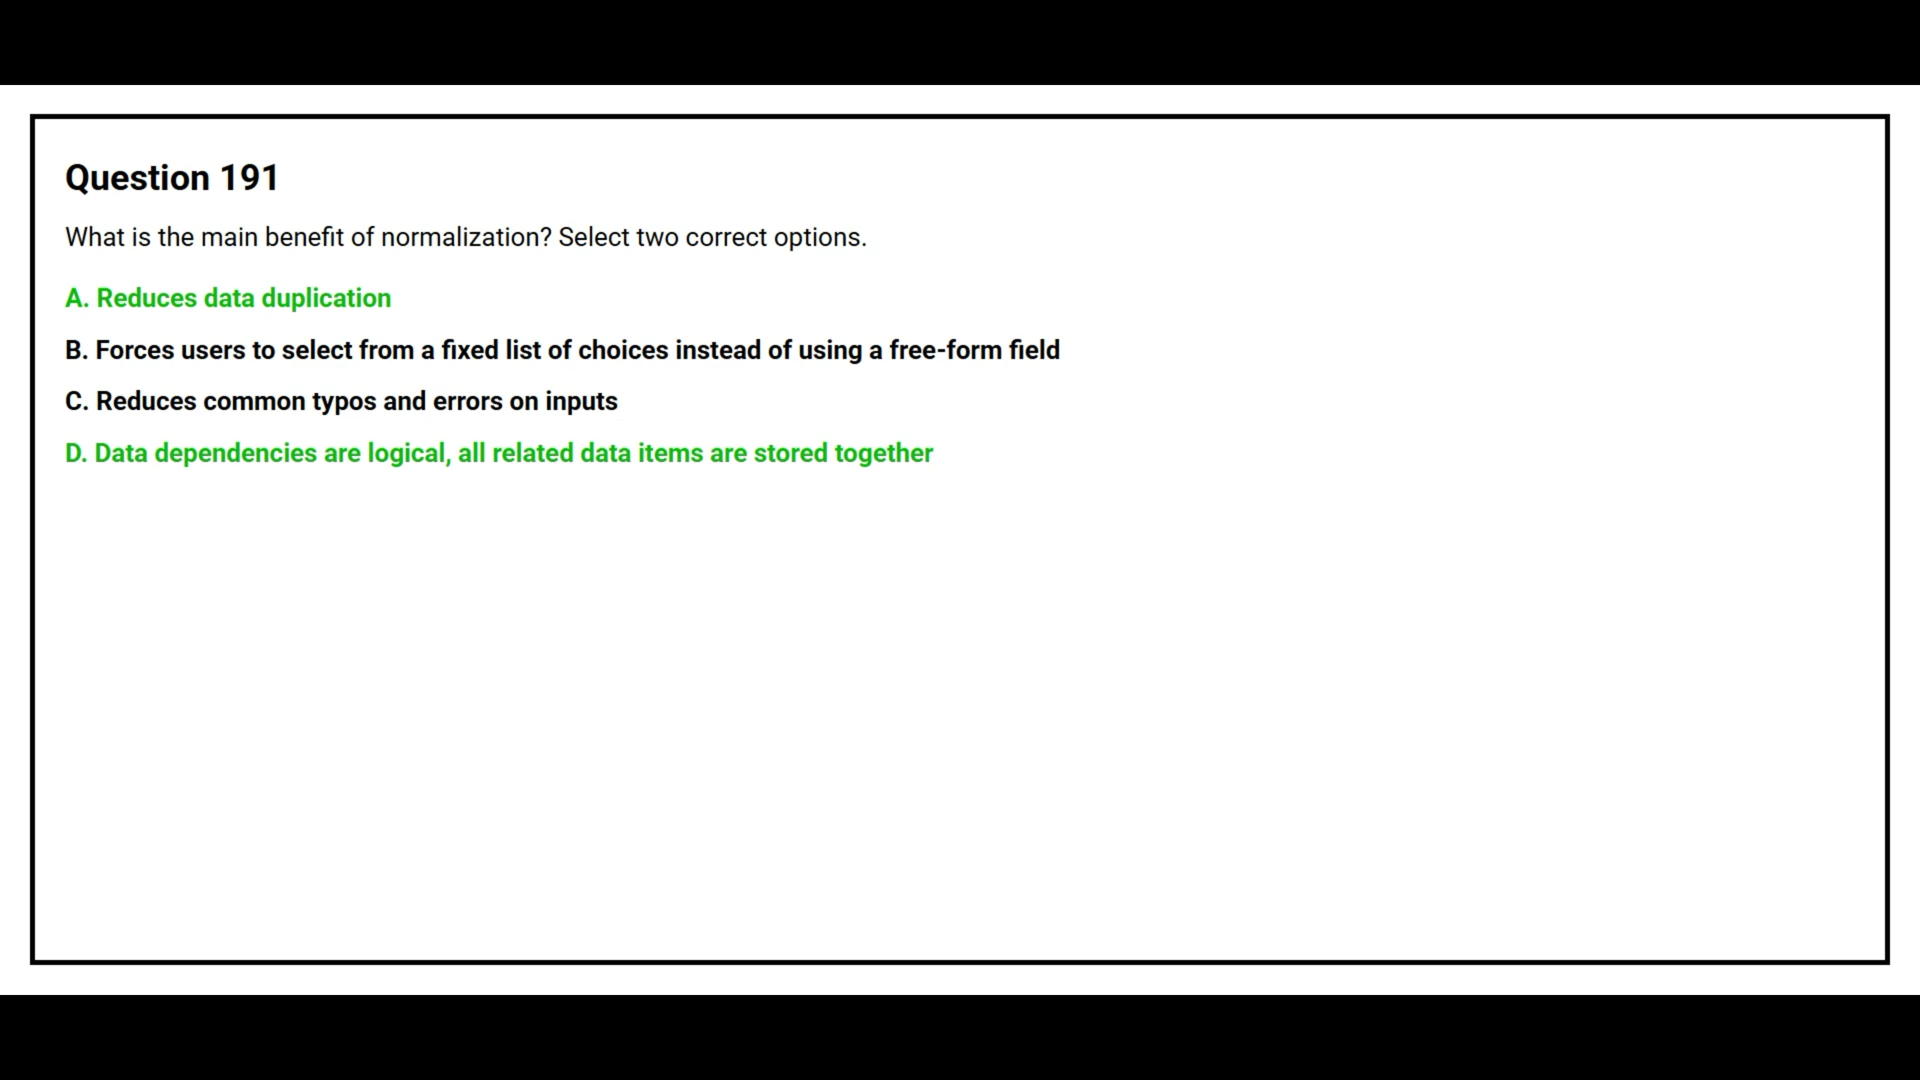 Question 191
What is the main benefit of normalization? Select two correct options.
A. Reduces data duplication
B. Forces users to select from a fixed list of choices instead of using a free-form field
C. Reduces common typos and errors on inputs
D. Data dependencies are logical, all related data items are stored together